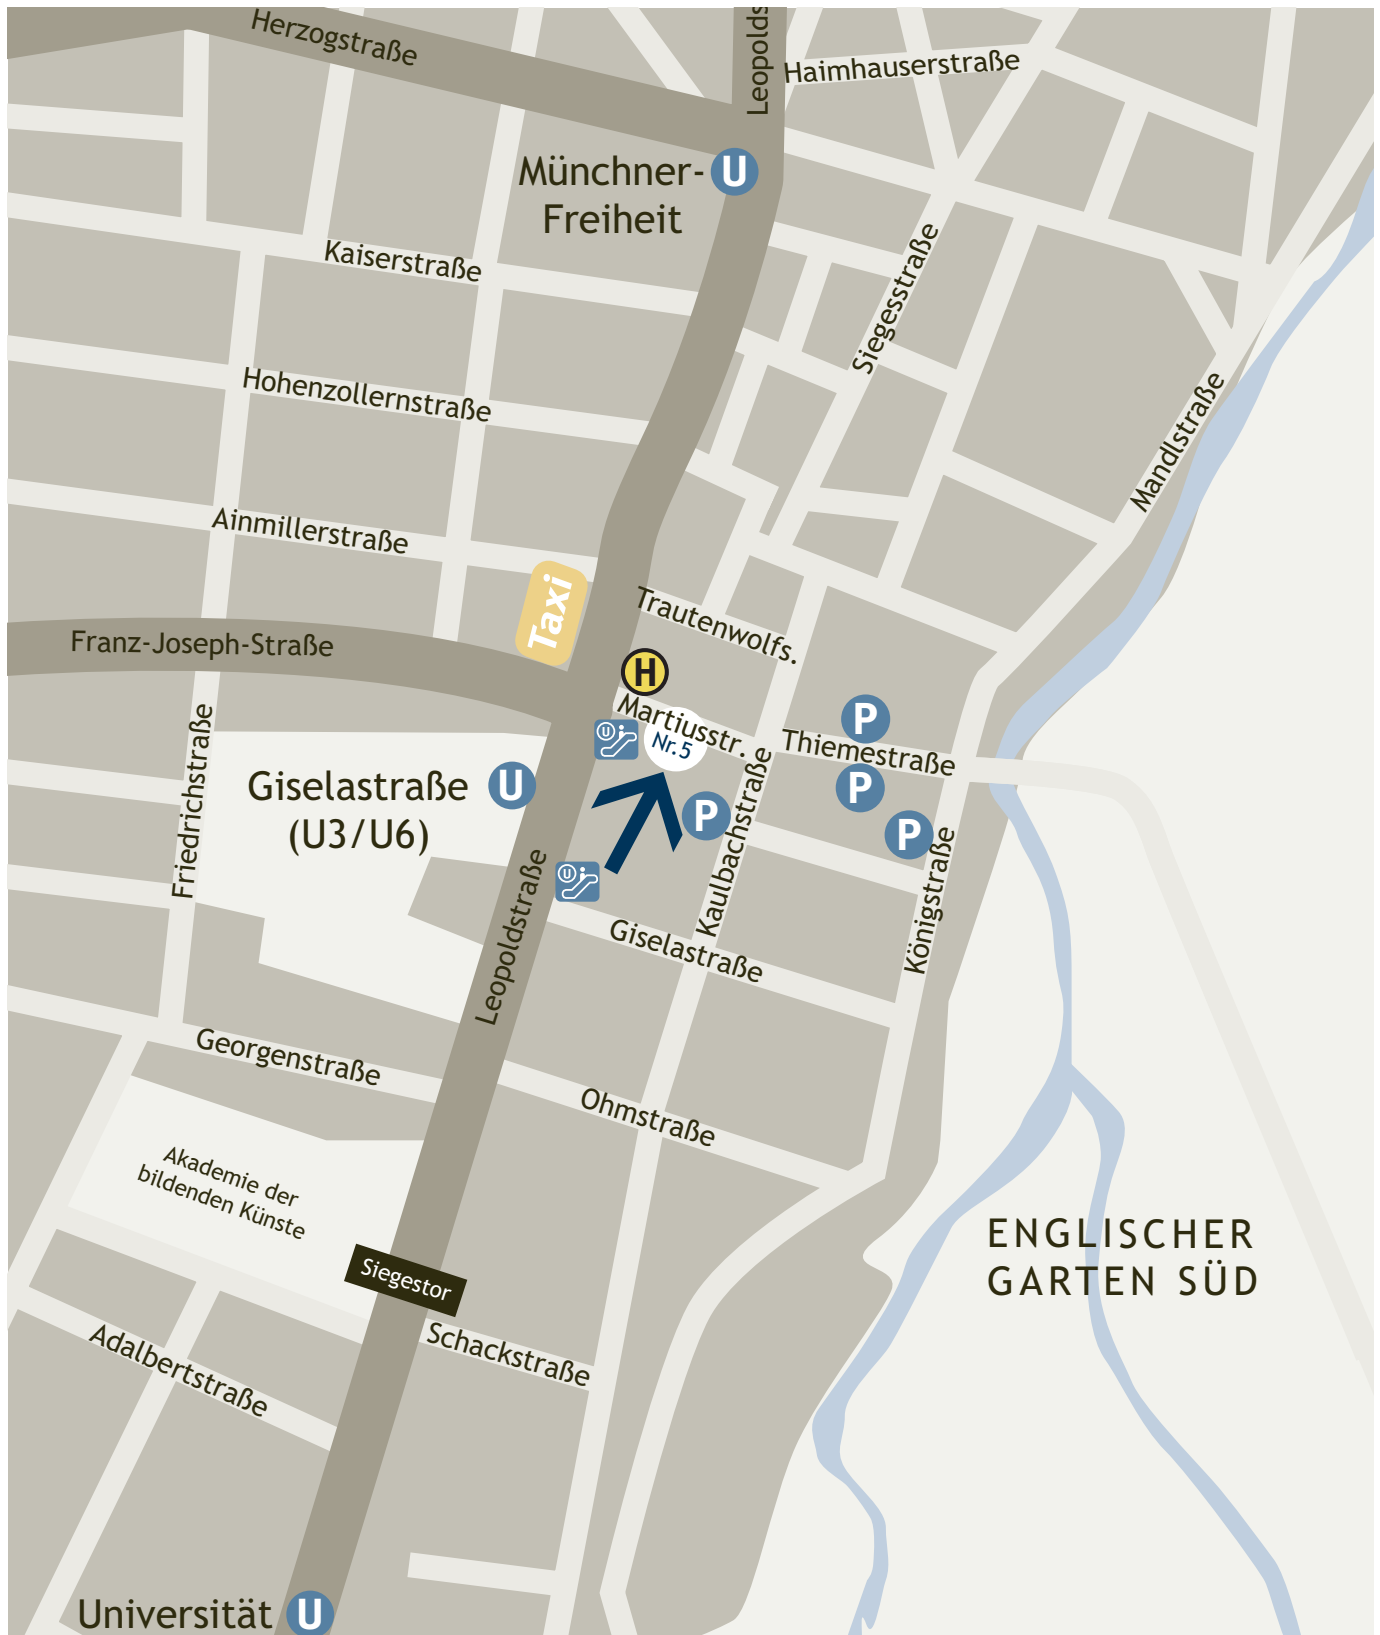 Herzogstraße
Leopolds
Haimhauserstraße
Münchner-
Freiheit
U
Kaiserstraße
Siegesstraße
Hohenzollernstraße
Mandlstraße
Ainmillerstraße
Taxi
Trautenwolfs.
Franz-Joseph-Straße
H
Martiusstr.
U
Nr.5
P
Thiemestraße
Friedrichstraße
Giselastraße
(U3/U6)
U
P
P
P
Kaulbachstraße
Königstraße
U
Leopoldstraße
Giselastraße
Georgenstraße
Ohmstraße
Akademie der
bildenden Künste
ENGLISCHER
GARTEN SÜD
Siegestor
Schackstraße
Adalbertstraße
Universität
U